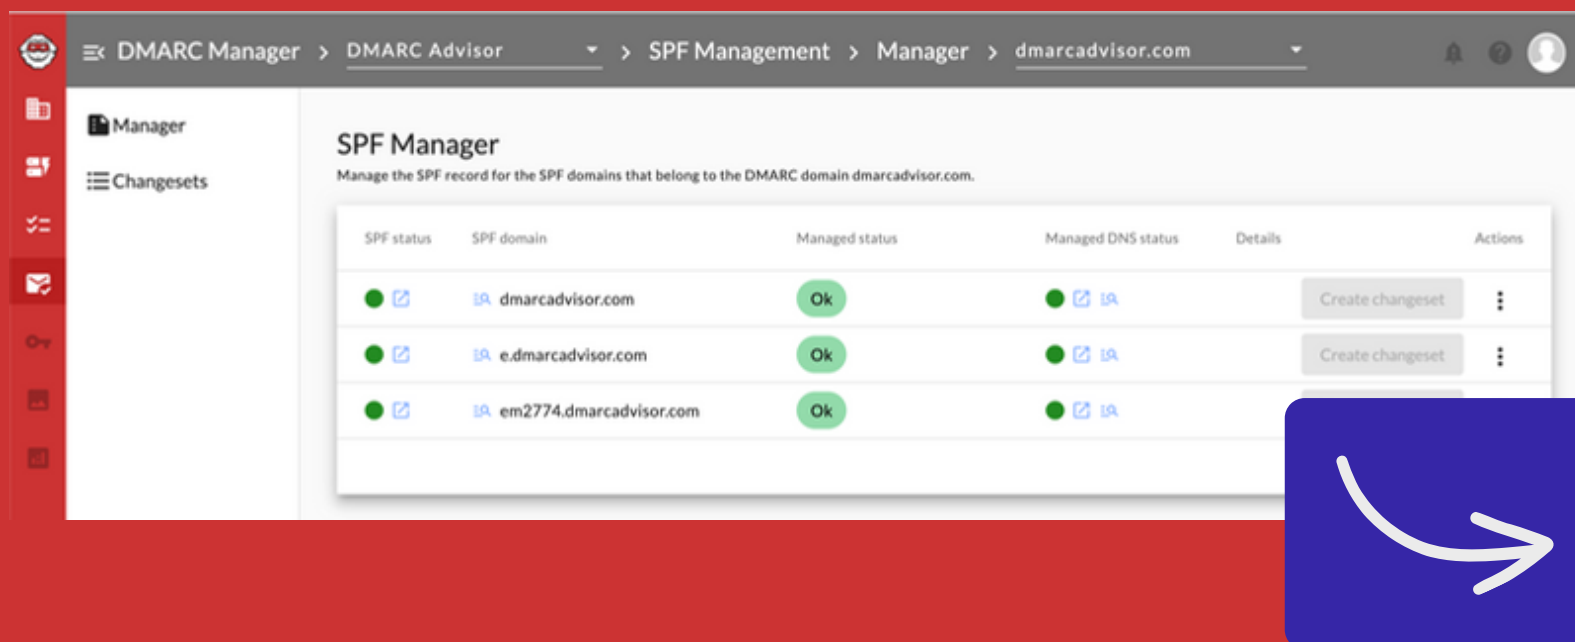 DMARC Manager > DMARC Advisor > SPF Management > Manager > dmarcadvisor.com
Manager
Changesets
SPF Manager
Manage the SPF record for the SPF domains that belong to the DMARC domain dmarcadvisor.com.
SPF status SPF domain Managed status Managed DNS status Details Actions
dmarcadvisor.com Ok Create changeset
e.dmarcadvisor.com Ok Create changeset
em2774.dmarcadvisor.com Ok